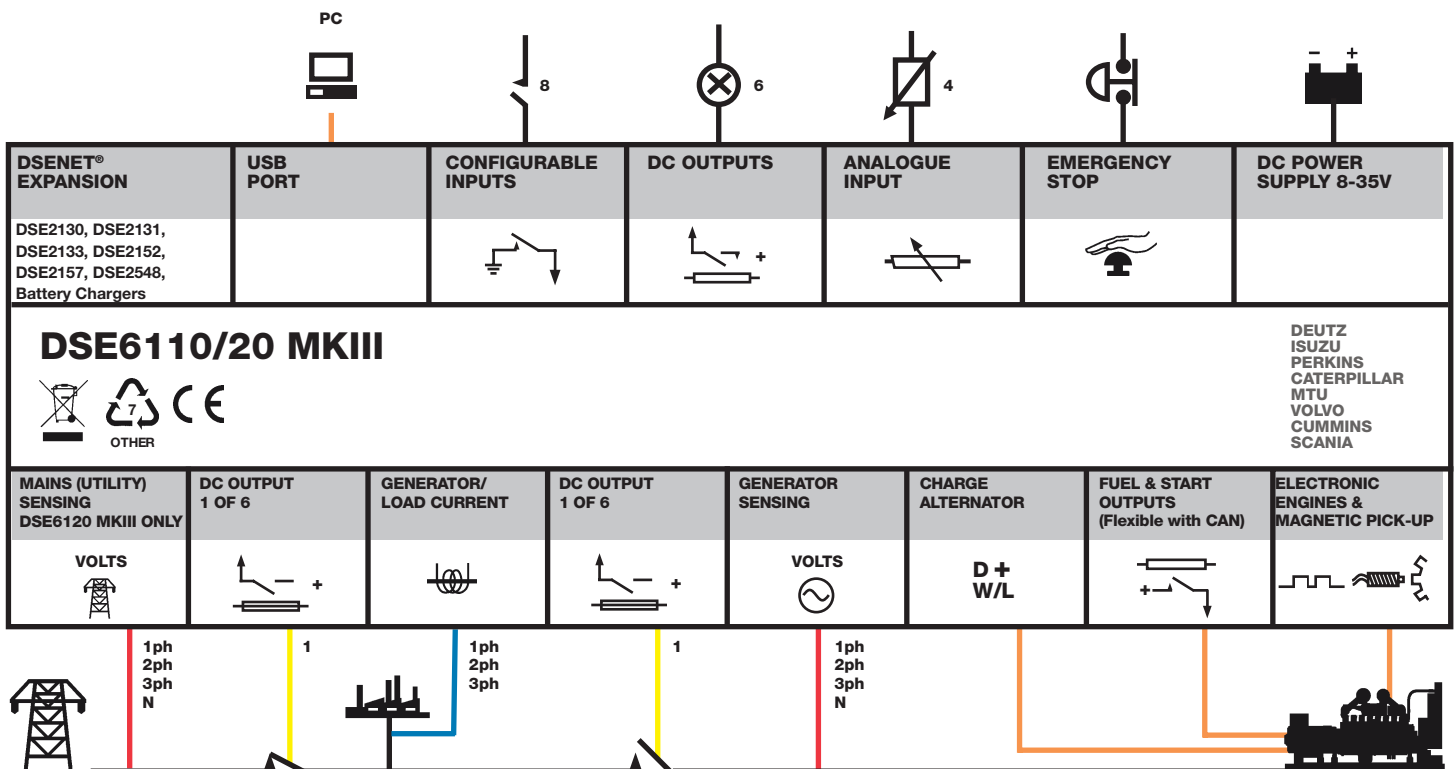 PC
8
6
4
- +
DSENET®
EXPANSION
USB
PORT
CONFIGURABLE
INPUTS
DC OUTPUTS
ANALOGUE
INPUT
EMERGENCY
STOP
DC POWER
SUPPLY 8-35V
DSE2130, DSE2131,
DSE2133, DSE2152,
DSE2157, DSE2548,
Battery Chargers
+
DSE6110/20 MKIII
7
OTHER
CE
DEUTZ
ISUZU
PERKINS
CATERPILLAR
MTU
VOLVO
CUMMINS
SCANIA
MAINS (UTILITY)
SENSING
DSE6120 MKIII ONLY
DC OUTPUT
1 OF 6
GENERATOR/
LOAD CURRENT
DC OUTPUT
1 OF 6
GENERATOR
SENSING
CHARGE
ALTERNATOR
FUEL & START
OUTPUTS
(Flexible with CAN)
ELECTRONIC
ENGINES &
MAGNETIC PICK-UP
VOLTS
+
+
VOLTS
D +
W/L
+
1ph
2ph
3ph
N
1
1ph
2ph
3ph
1
1ph
2ph
3ph
N